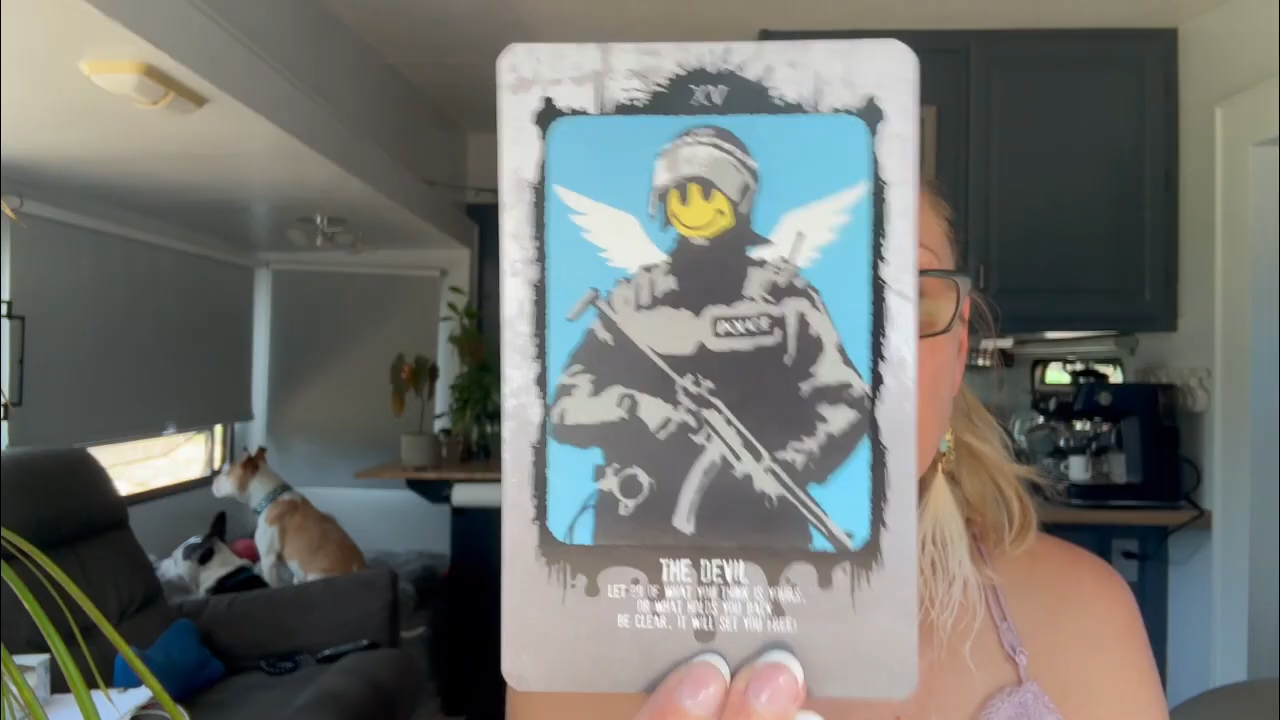 XV
POLICE
THE DEVIL
LET GO OF WHAT YOU THINK IS YOURS,
OR WHAT HOLDS YOU BACK.
BE CLEAR, IT WILL SET YOU FREE!